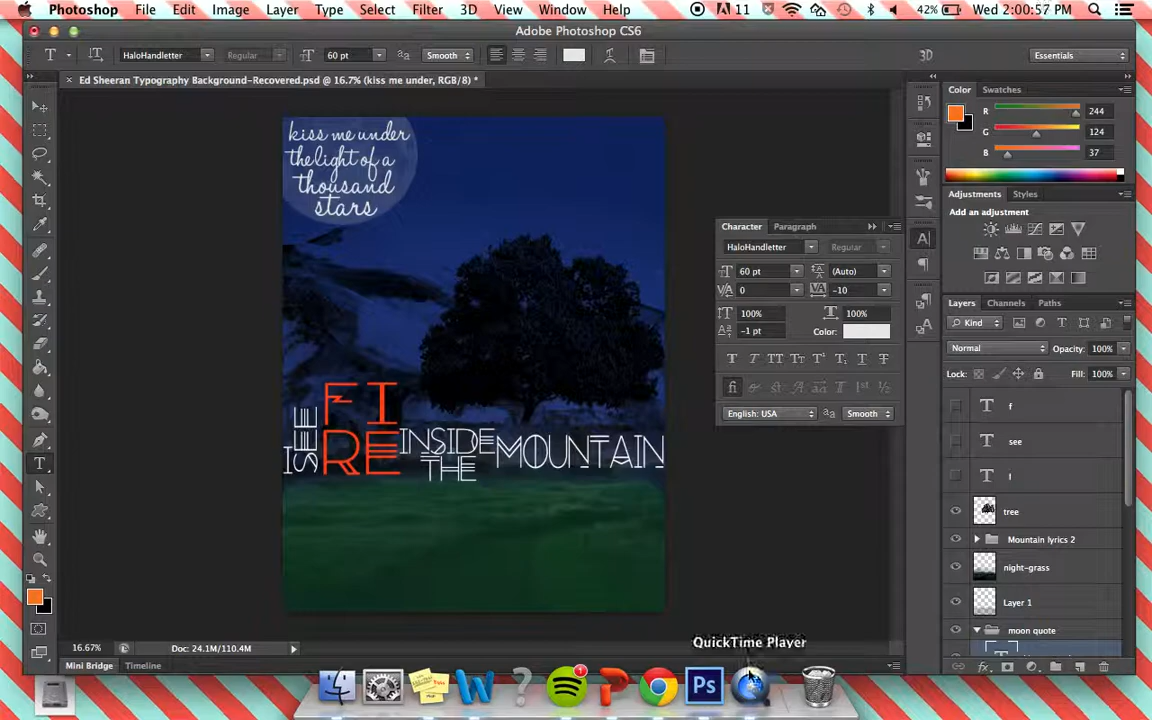 Photoshop File Edit Image Layer Type Select Filter 3D View Window Help 11 42% Wed 2:00:57 PM
Adobe Photoshop CS6
T HaloHandletter Regular 60 pt Smooth 3D Essentials
Ed Sheeran Typography Background-Recovered.psd @ 16.7% (kiss me under, RGB/8) *
Color Swatches
R 244
G 124
B 37
Adjustments Styles
Add an adjustment
kiss me under
the light of a
thousand
stars
I SEE
FI
RE
INSIDE
THE
MOUNTAIN
Character Paragraph
HaloHandletter Regular
60 pt (Auto)
0 -10
100% 100%
-1 pt Color:
English: USA Smooth
Layers Channels Paths
Kind
Normal Opacity: 100%
Lock: Fill: 100%
T f
T see
T I
tree
Mountain lyrics 2
night-grass
Layer 1
moon quote
16.67% Doc: 24.1M/110.4M
Mini Bridge Timeline
QuickTime Player
Ps